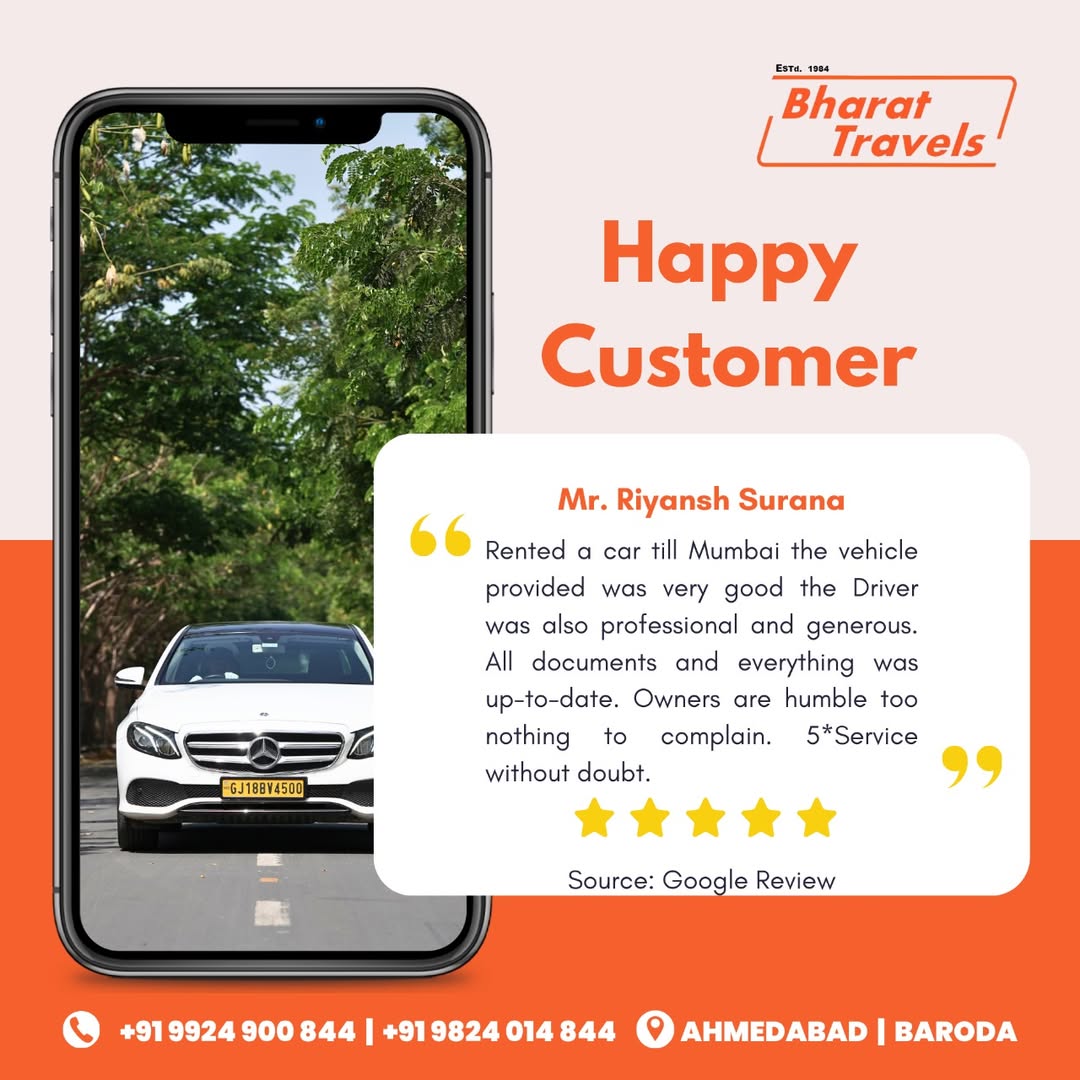 ESTd. 1984
Bharat
Travels
Happy
Customer
Mr. Riyansh Surana
“
Rented a car till Mumbai the vehicle
provided was very good the Driver
was also professional and generous.
All documents and everything was
up-to-date. Owners are humble too
nothing to complain. 5*Service
without doubt.
”
Source: Google Review
GJ18BV4500
+91 9924 900 844 | +91 9824 014 844
AHMEDABAD | BARODA